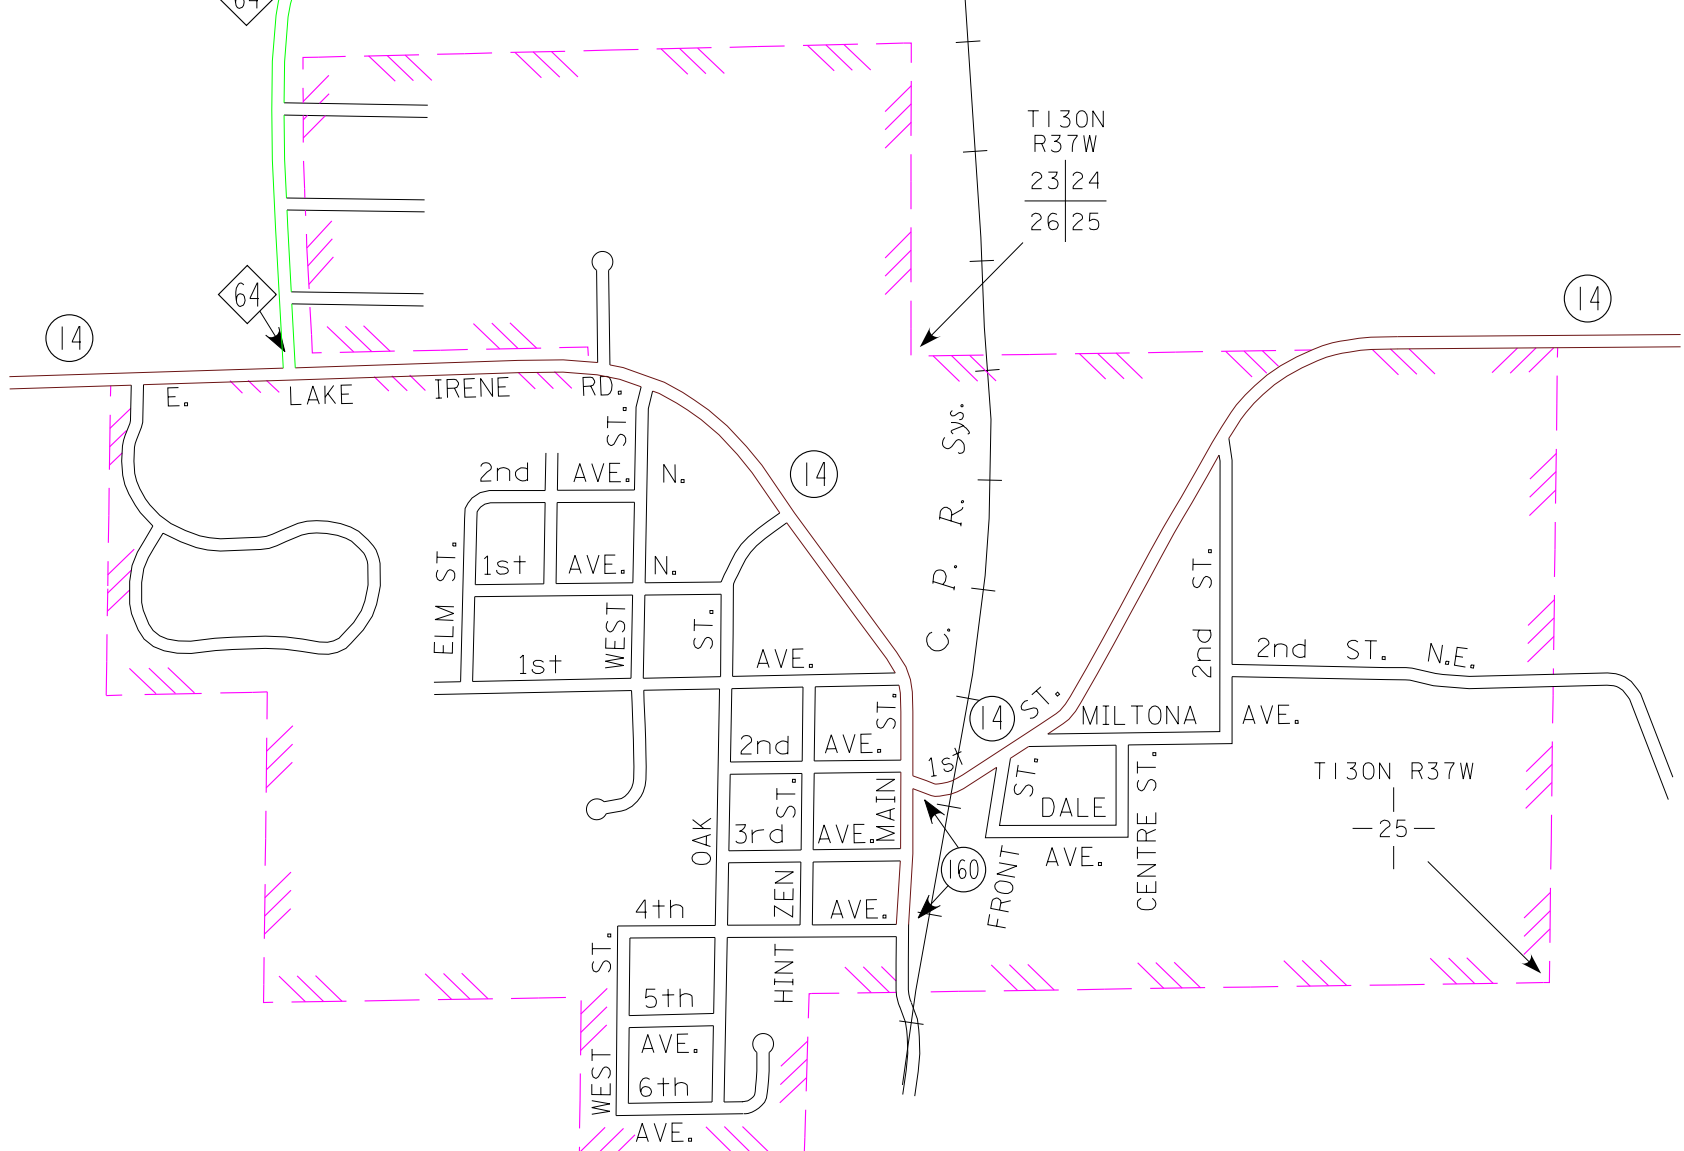 64
T130N
R37W
23 24
26 25
64
14
14
E. LAKE IRENE RD.
ST.
14
2nd AVE. N.
C. P. R. Sys.
1st AVE. N.
ELM ST.
WEST
ST.
1st AVE.
2nd ST.
2nd ST. N.E.
14
1st ST.
MILTONA AVE.
2nd AVE.
MAIN ST.
T130N R37W
25
3rd AVE.
OAK
HINTZEN ST.
DALE AVE.
FRONT ST.
CENTRE ST.
160
4th AVE.
WEST ST.
5th AVE.
6th AVE.